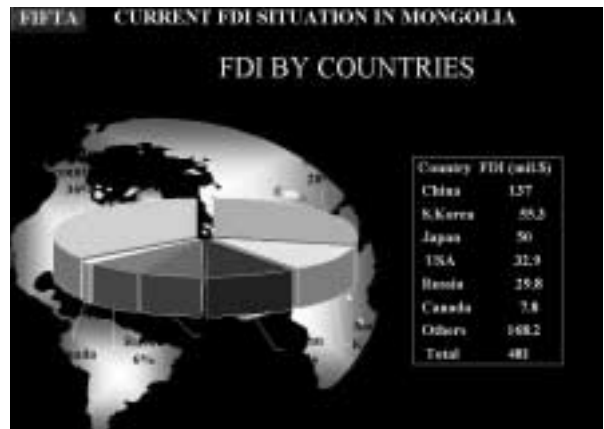 FIFTA CURRENT FDI SITUATION IN MONGOLIA
FDI BY COUNTRIES
Country FDI (mil.$)
China 137
S.Korea 55.3
Japan 50
USA 32.9
Russia 29.8
Canada 7.8
Others 168.2
Total 481
6%